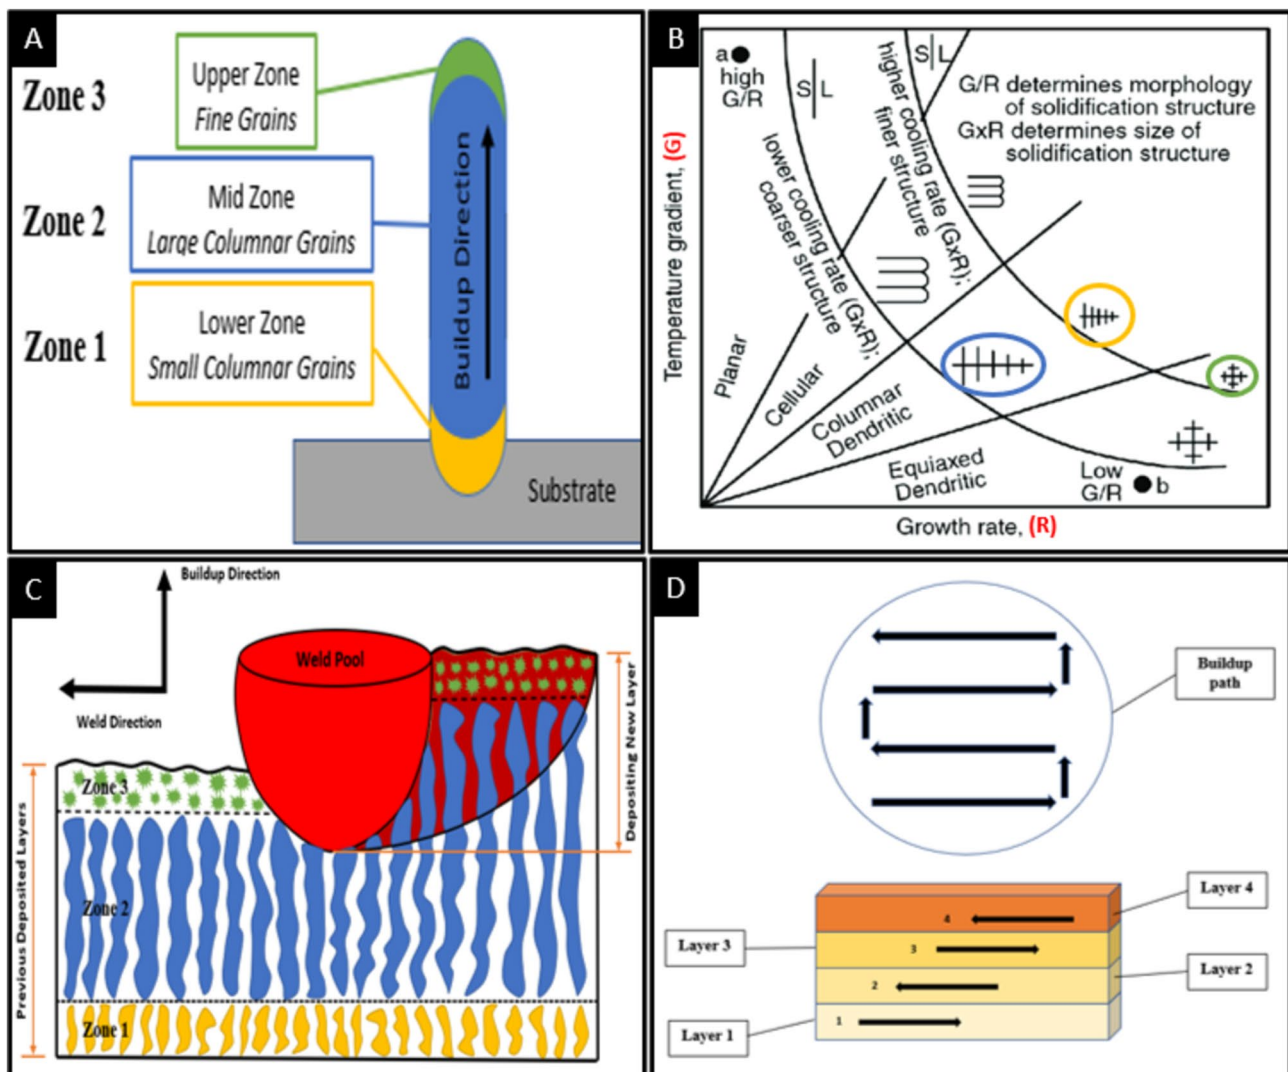 A
Zone 3
Upper Zone
Fine Grains
Zone 2
Mid Zone
Large Columnar Grains
Zone 1
Lower Zone
Small Columnar Grains
Buildup Direction
Substrate
B
a
high
G/R
S L
S L
higher cooling rate (GxR);
finer structure
lower cooling rate (GxR);
coarser structure
G/R determines morphology
of solidification structure
GxR determines size of
solidification structure
Temperature gradient, (G)
Planar
Cellular
Columnar
Dendritic
Equiaxed
Dendritic
Low
G/R
b
Growth rate, (R)
C
Buildup Direction
Weld Direction
Weld Pool
Previous Deposited Layers
Depositing New Layer
Zone 3
Zone 2
Zone 1
D
Buildup
path
Layer 4
4
Layer 3
3
Layer 2
2
Layer 1
1